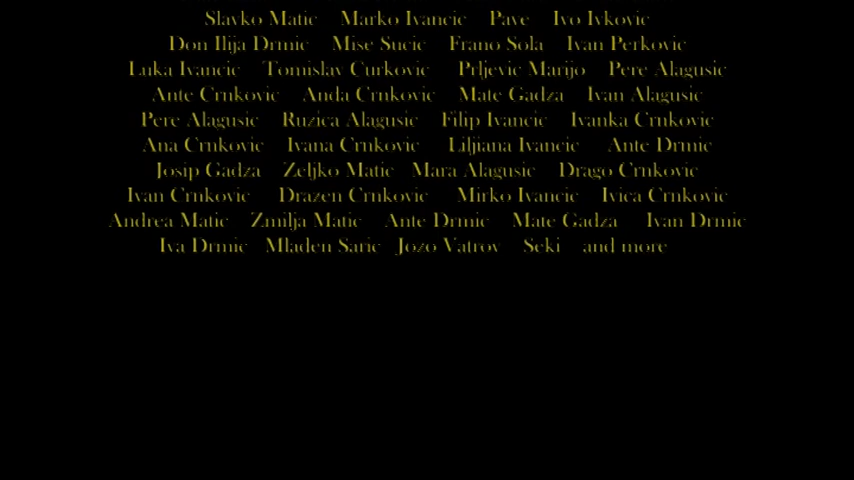 Slavko Matic Marko Ivancic Pave Ivo Ivkovic
Don Ilija Drmic Mise Sucic Frano Sola Ivan Perkovic
Luka Ivancic Tomislav Curkovic Prljevic Marijo Pere Alagusic
Ante Crnkovic Anda Crnkovic Mate Gadza Ivan Alagusic
Pere Alagusic Ruzica Alagusic Filip Ivancic Ivanka Crnkovic
Ana Crnkovic Ivana Crnkovic Liljiana Ivancic Ante Drmic
Josip Gadza Zeljko Matic Mara Alagusic Drago Crnkovic
Ivan Crnkovic Drazen Crnkovic Mirko Ivancic Ivica Crnkovic
Andrea Matic Zmilja Matic Ante Drmic Mate Gadza Ivan Drmic
Iva Drmic Mladen Saric Jozo Vatrov Seki and more